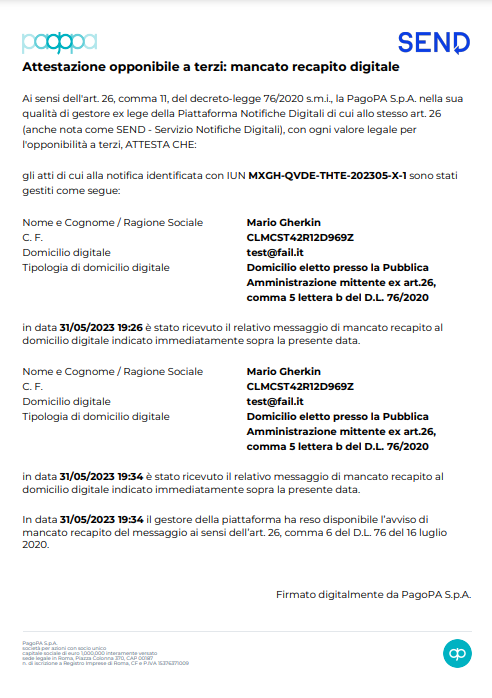 pagopa
SEND
Attestazione opponibile a terzi: mancato recapito digitale
Ai sensi dell'art. 26, comma 11, del decreto-legge 76/2020 s.m.i., la PagoPA S.p.A. nella sua
qualità di gestore ex lege della Piattaforma Notifiche Digitali di cui allo stesso art. 26
(anche nota come SEND - Servizio Notifiche Digitali), con ogni valore legale per
l'opponibilità a terzi, ATTESTA CHE:
gli atti di cui alla notifica identificata con IUN MXGH-QVDE-THTE-202305-X-1 sono stati
gestiti come segue:
Nome e Cognome / Ragione Sociale Mario Gherkin
C. F. CLMCST42R12D969Z
Domicilio digitale test@fail.it
Tipologia di domicilio digitale Domicilio eletto presso la Pubblica
Amministrazione mittente ex art.26,
comma 5 lettera b del D.L. 76/2020
in data 31/05/2023 19:26 è stato ricevuto il relativo messaggio di mancato recapito al
domicilio digitale indicato immediatamente sopra la presente data.
Nome e Cognome / Ragione Sociale Mario Gherkin
C. F. CLMCST42R12D969Z
Domicilio digitale test@fail.it
Tipologia di domicilio digitale Domicilio eletto presso la Pubblica
Amministrazione mittente ex art.26,
comma 5 lettera b del D.L. 76/2020
in data 31/05/2023 19:34 è stato ricevuto il relativo messaggio di mancato recapito al
domicilio digitale indicato immediatamente sopra la presente data.
In data 31/05/2023 19:34 il gestore della piattaforma ha reso disponibile l'avviso di
mancato recapito del messaggio ai sensi dell'art. 26, comma 6 del D.L. 76 del 16 luglio
2020.
Firmato digitalmente da PagoPA S.p.A.
PagoPA S.p.A.
società per azioni con socio unico
capitale sociale di euro 1,000,000 interamente versato
sede legale in Roma, Piazza Colonna 370, CAP 00187
n. di iscrizione a Registro Imprese di Roma, CF e P.IVA 15376371009